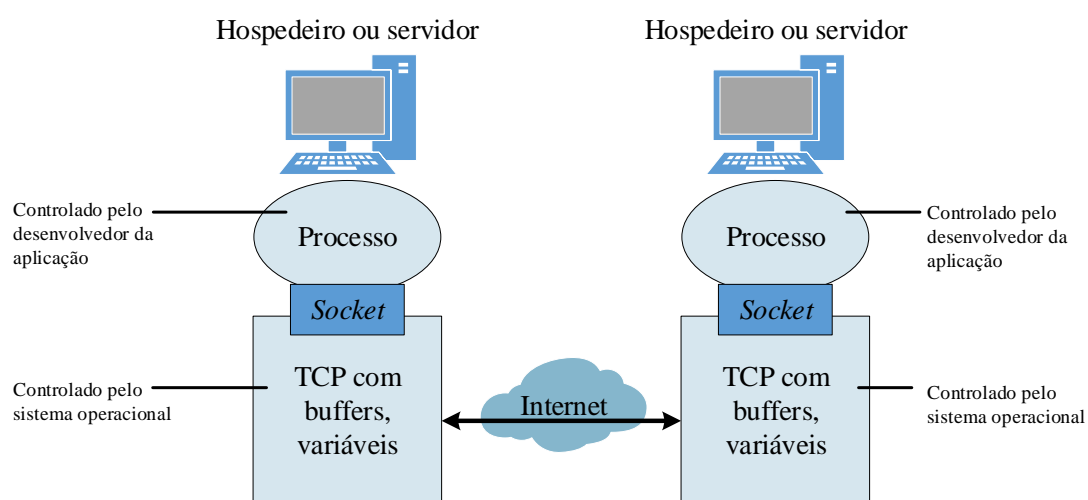 Hospedeiro ou servidor
Hospedeiro ou servidor
Controlado pelo
desenvolvedor da
aplicação
Processo
Processo
Controlado pelo
desenvolvedor da
aplicação
Socket
Socket
Controlado pelo
sistema operacional
TCP com
buffers,
variáveis
Internet
TCP com
buffers,
variáveis
Controlado pelo
sistema operacional